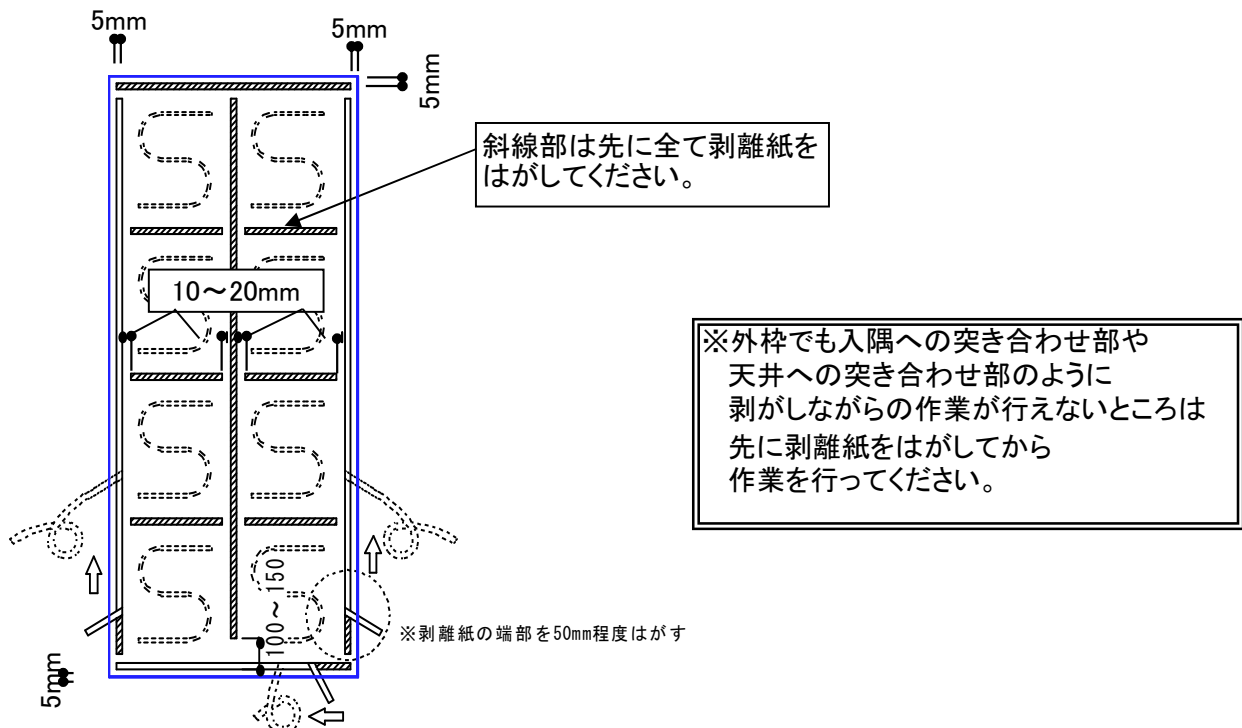 5mm
5mm
5mm
斜線部は先に全て剥離紙を
はがしてください。
10～20mm
※外枠でも入隅への突き合わせ部や
天井への突き合わせ部のように
剥がしながらの作業が行えないところは
先に剥離紙をはがしてから
作業を行ってください。
100～150
※剥離紙の端部を50mm程度はがす
5mm